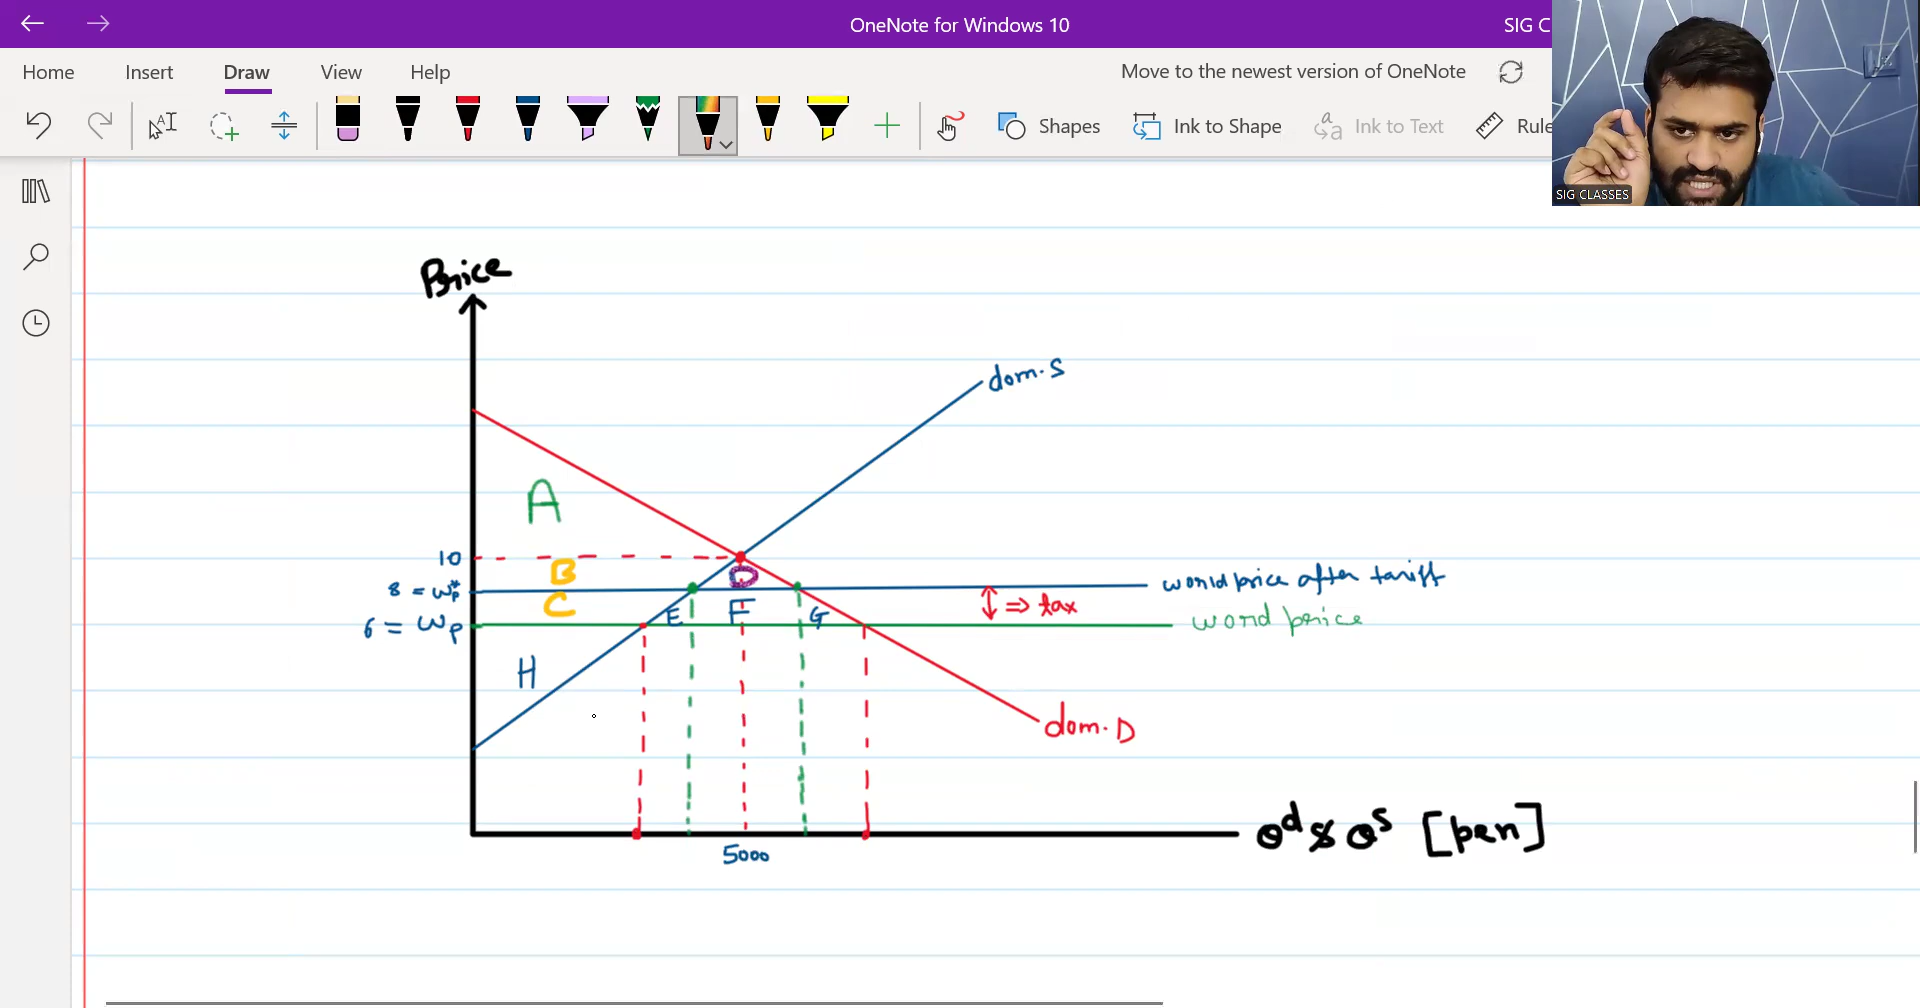 OneNote for Windows 10
SIG C
Home Insert Draw View Help
Move to the newest version of OneNote
Shapes Ink to Shape Ink to Text Rule
SIG CLASSES
Price
dom.S
A
10
B
D
8 = Wp*
world price after tariff
C
E F G
⇒ tax
6 = Wp
world price
H
dom.D
5000
Qd & Qs [pen]